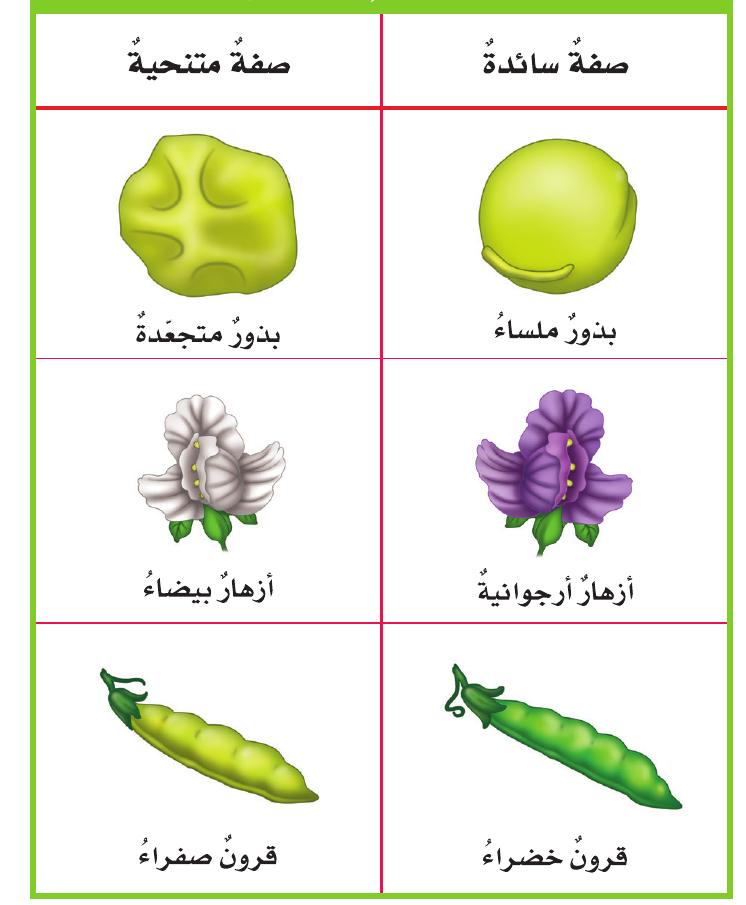 صفةٌ سائدةٌ
صفةٌ متنحيةٌ
بذورٌ ملساءُ
بذورٌ متجعّدةٌ
أزهارٌ أرجوانيةٌ
أزهارٌ بيضاءُ
قرونٌ خضراءُ
قرونٌ صفراءُ